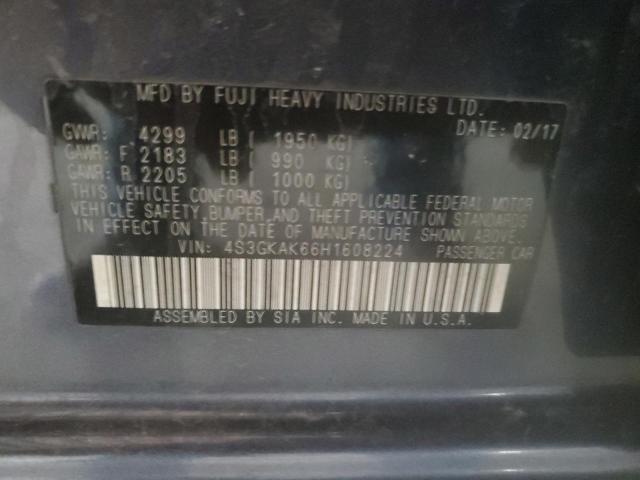 MFD BY FUJI HEAVY INDUSTRIES LTD.
DATE: 02/17
GVWR: 4299 LB ( 1950 KG)
GAWR: F 2183 LB ( 990 KG)
GAWR: R 2205 LB ( 1000 KG)
THIS VEHICLE CONFORMS TO ALL APPLICABLE FEDERAL MOTOR
VEHICLE SAFETY, BUMPER, AND THEFT PREVENTION STANDARDS
IN EFFECT ON THE DATE OF MANUFACTURE SHOWN ABOVE.
VIN: 4S3GKAK66H1608224 PASSENGER CAR
ASSEMBLED BY SIA INC. MADE IN U.S.A.